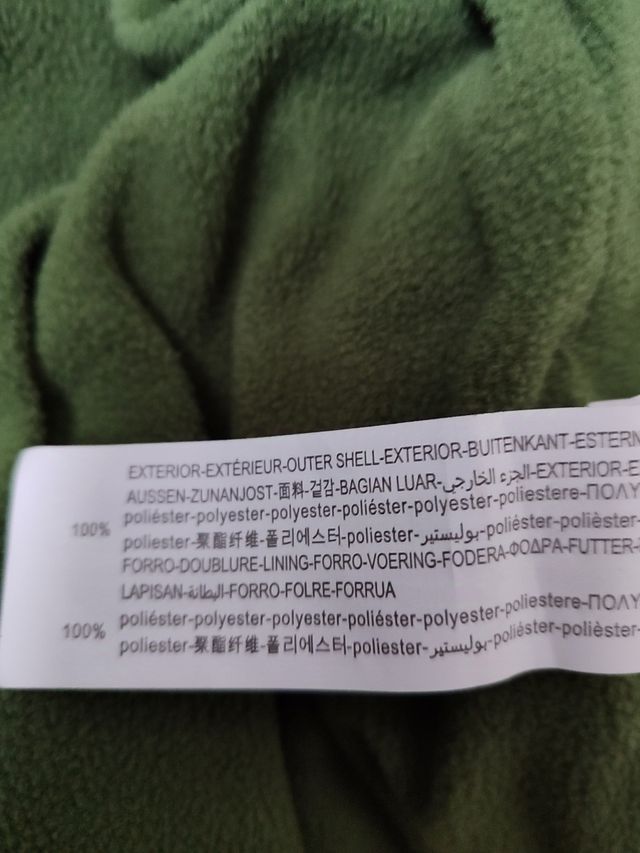 EXTERIOR-EXTÉRIEUR-OUTER SHELL-EXTERIOR-BUITENKANT-ESTERN
AUSSEN-ZUNANJOST-面料-겉감-BAGIAN LUAR-الجزء الخارجي-EXTERIOR-E
100% poliéster-polyester-polyester-poliéster-polyester-poliestere-ΠΟΛΥ
poliester-聚酯纤维-폴리에스터-poliester-بوليستير-poliéster-polièster-
FORRO-DOUBLURE-LINING-FORRO-VOERING-FODERA-ΦΟΔΡΑ-FUTTER-
LAPISAN-البطانة-FORRO-FOLRE-FORRUA
100% poliéster-polyester-polyester-poliéster-polyester-poliestere-ΠΟΛΥ
poliester-聚酯纤维-폴리에스터-poliester-بوليستير-poliéster-polièster-